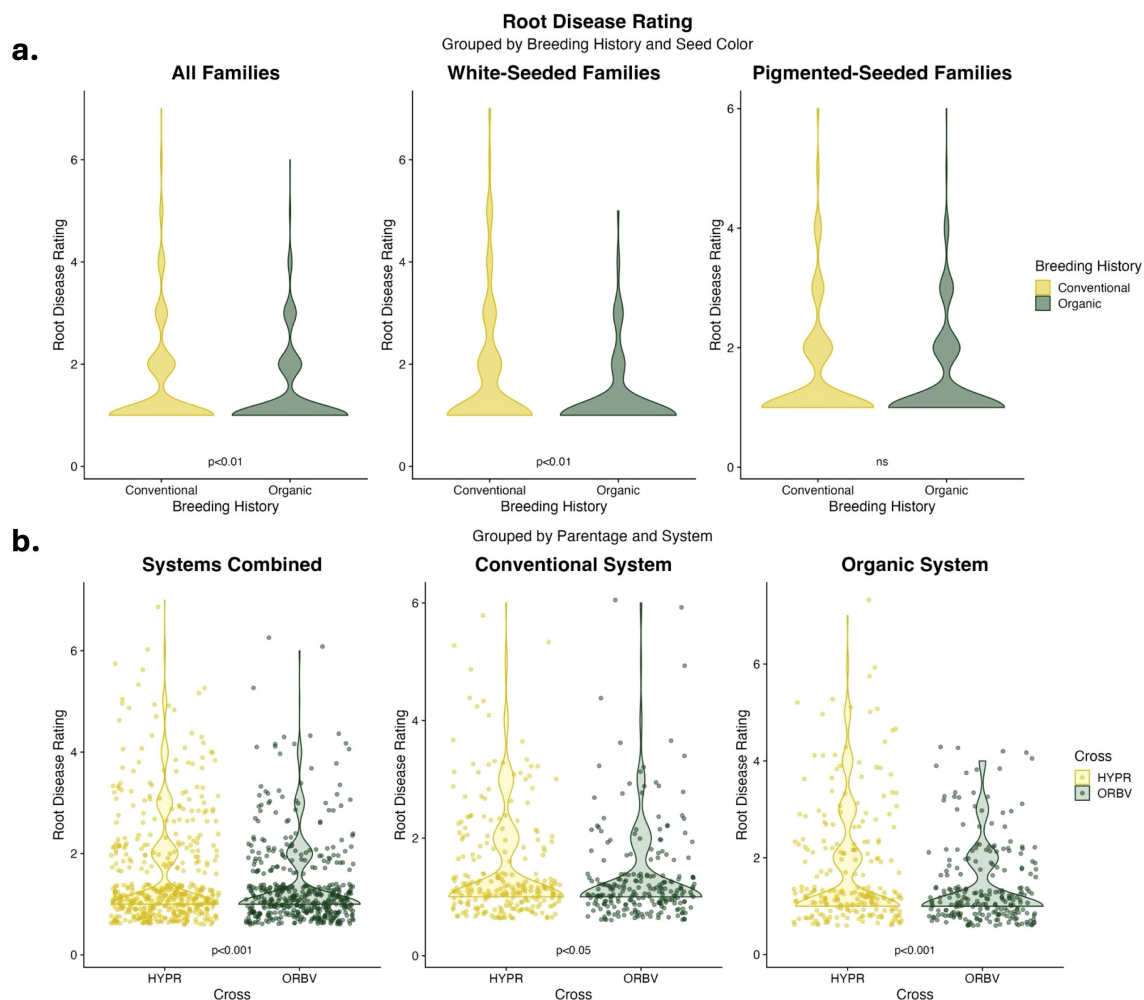 Root Disease Rating
a.
Grouped by Breeding History and Seed Color
All Families
White-Seeded Families
Pigmented-Seeded Families
Root Disease Rating
6
4
2
0
p<0.01
Conventional
Organic
Breeding History
Root Disease Rating
6
4
2
0
p<0.01
Conventional
Organic
Breeding History
Root Disease Rating
6
4
2
0
ns
Conventional
Organic
Breeding History
Breeding History
Conventional
Organic
b.
Grouped by Parentage and System
Systems Combined
Conventional System
Organic System
Root Disease Rating
6
4
2
0
p<0.001
HYPR
ORBV
Cross
Root Disease Rating
6
4
2
0
p<0.05
HYPR
ORBV
Cross
Root Disease Rating
6
4
2
0
p<0.001
HYPR
ORBV
Cross
Cross
HYPR
ORBV